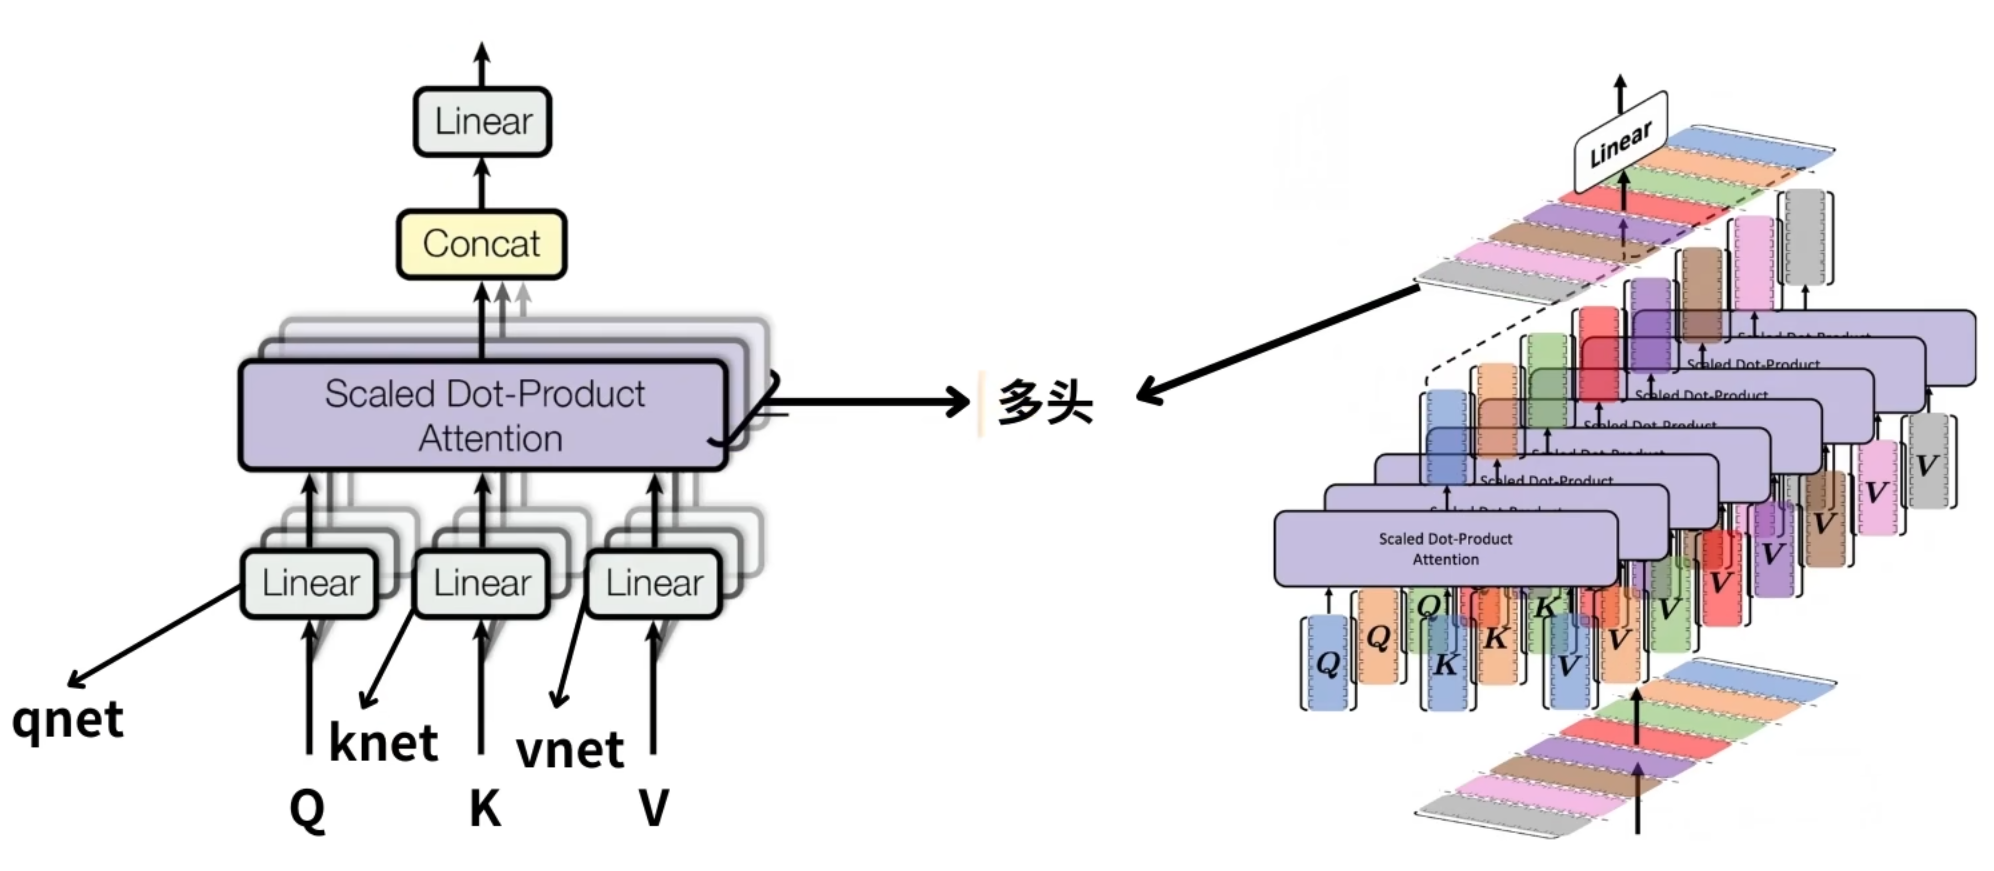 Linear
Concat
Scaled Dot-Product
Attention
Linear
Linear
Linear
qnet
knet
vnet
Q
K
V
多头
Linear
Scaled Dot-Product
Scaled Dot-Product
Scaled Dot-Product
Scaled Dot-Product
Scaled Dot-Product
Scaled Dot-Product
Scaled Dot-Product
Scaled Dot-Product
Attention
V
V
V
V
V
V
V
V
Q
Q
Q
K
K
K